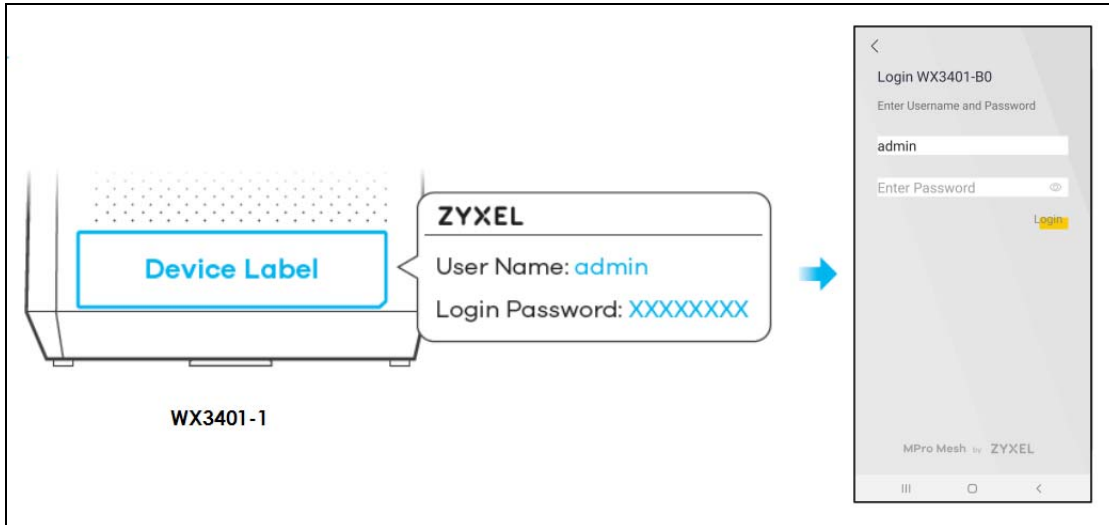 Device Label
WX3401-1
ZYXEL
User Name: admin
Login Password: XXXXXXXX
Login WX3401-B0
Enter Username and Password
admin
Enter Password
Login
MPro Mesh by ZYXEL